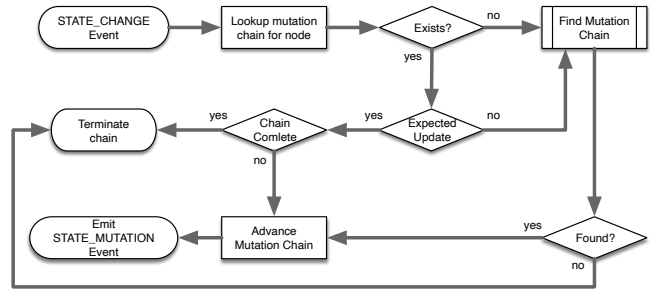 STATE_CHANGE
Event
Lookup mutation
chain for node
Exists?
no
Find Mutation
Chain
yes
Terminate
chain
yes
Chain
Comlete
yes
Expected
Update
no
no
Emit
STATE_MUTATION
Event
Advance
Mutation Chain
yes
Found?
no